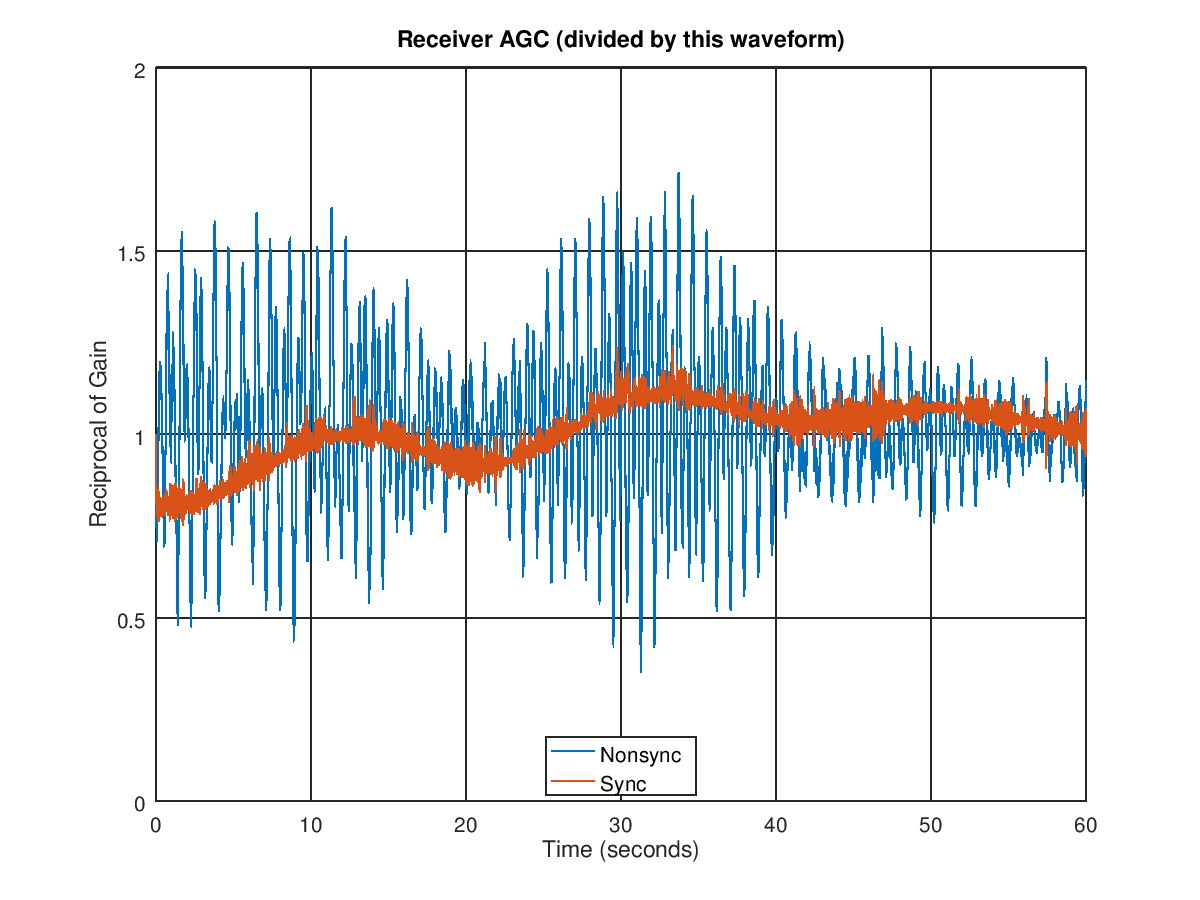 Receiver AGC (divided by this waveform)
2
1.5
1
0.5
0
Reciprocal of Gain
Nonsync
Sync
0 10 20 30 40 50 60
Time (seconds)